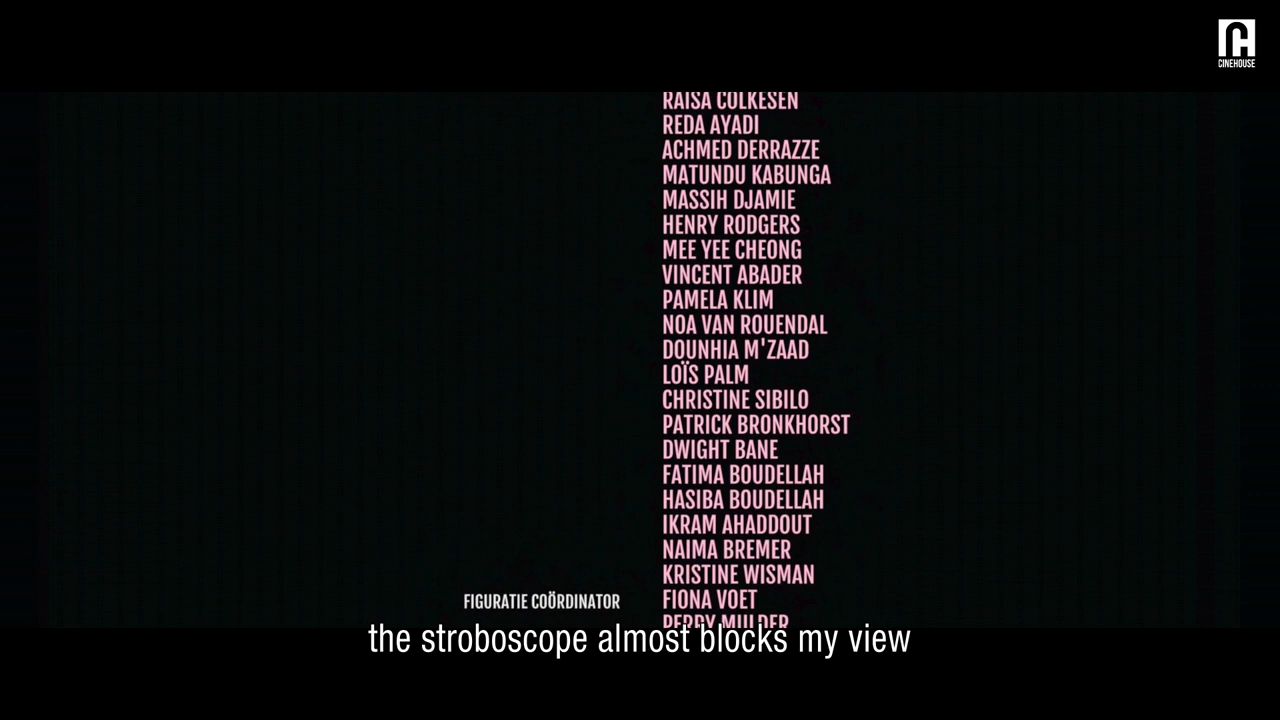 CINEHOUSE
RAISA COLKESEN
REDA AYADI
ACHMED DERRAZZE
MATUNDU KABUNGA
MASSIH DJAMIE
HENRY RODGERS
MEE YEE CHEONG
VINCENT ABADER
PAMELA KLIM
NOA VAN ROUENDAL
DOUNHIA M'ZAAD
LOÏS PALM
CHRISTINE SIBILO
PATRICK BRONKHORST
DWIGHT BANE
FATIMA BOUDELLAH
HASIBA BOUDELLAH
IKRAM AHADDOUT
NAIMA BREMER
KRISTINE WISMAN
FIGURATIE COÖRDINATOR FIONA VOET
PERRY MULDER
the stroboscope almost blocks my view